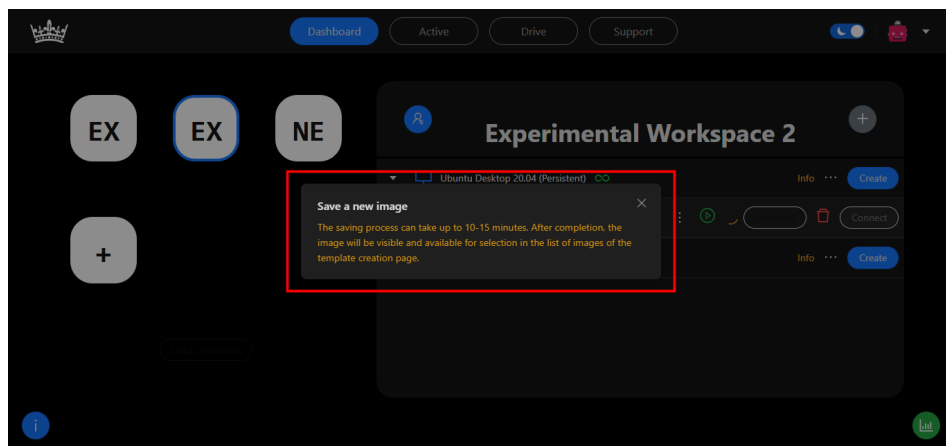 Dashboard
Active
Drive
Support
EX
EX
NE
+
Experimental Workspace 2
Ubuntu Desktop 20.04 (Persistent)
Info
Create
Save a new image
The saving process can take up to 10-15 minutes. After completion, the
image will be visible and available for selection in the list of images of the
template creation page.
Connect
Info
Create